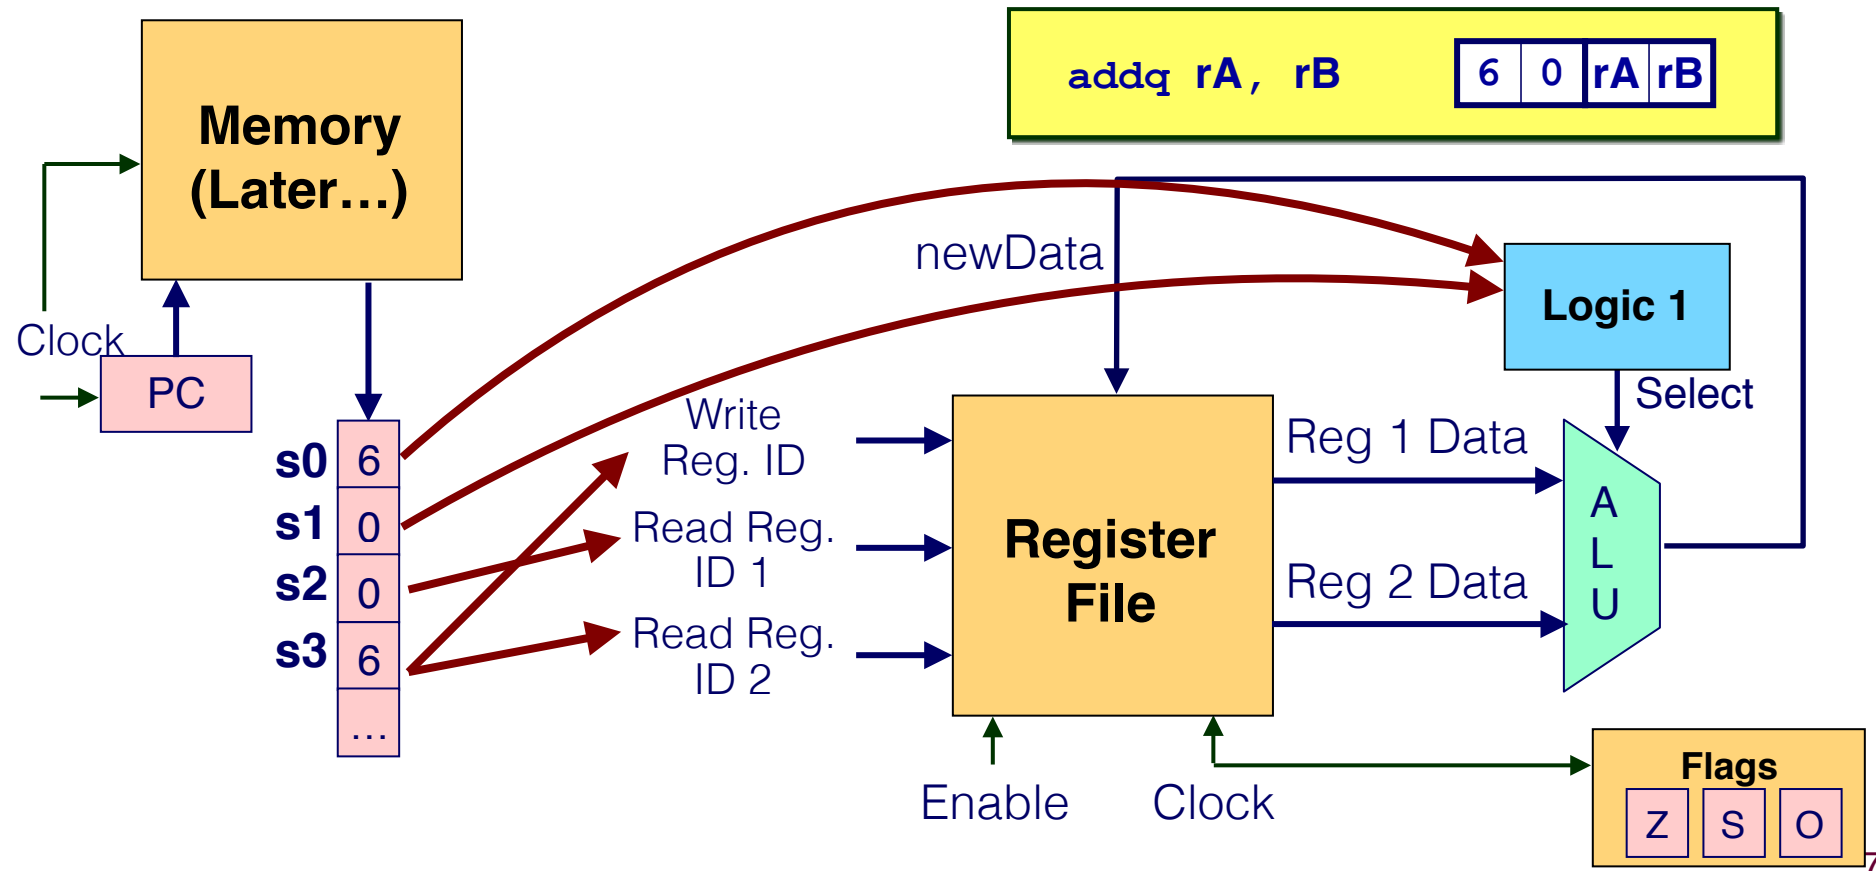 addq rA, rB
6 0 rA rB
Memory
(Later...)
Clock
PC
s0 6
s1 0
s2 0
s3 6
...
newData
Write
Reg. ID
Read Reg.
ID 1
Read Reg.
ID 2
Register
File
Enable
Clock
Logic 1
Select
Reg 1 Data
Reg 2 Data
A
L
U
Flags
Z S O
7